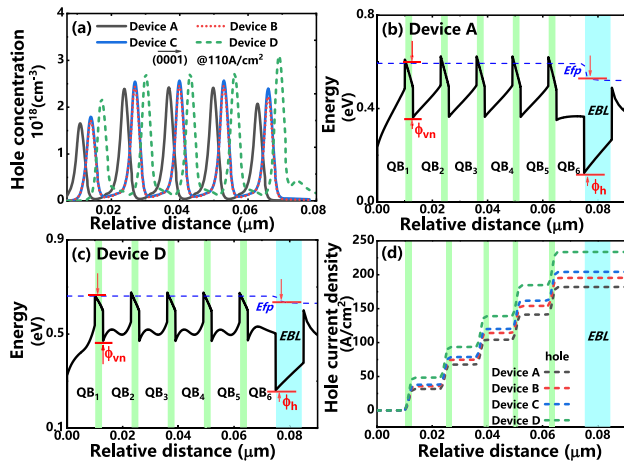 (a)
Device A
Device B
Device C
Device D
(0001)
@110A/cm²
Hole concentration
10¹⁸(cm⁻³)
3
2
1
0
0.00
0.02
0.04
0.06
0.08
Relative distance (μm)
(b) Device A
Energy
(eV)
0.8
0.4
0.0
Efp
ϕvn
EBL
ϕh
QB₁ QB₂ QB₃ QB₄ QB₅ QB₆
0.00 0.02 0.04 0.06 0.08
Relative distance (μm)
(c) Device D
Energy
(eV)
0.9
0.5
0.1
Efp
ϕvn
EBL
ϕh
QB₁ QB₂ QB₃ QB₄ QB₅ QB₆
0.00 0.02 0.04 0.06 0.08
Relative distance (μm)
(d)
Hole current density
(A/cm²)
250
200
150
100
50
0
EBL
hole
Device A
Device B
Device C
Device D
0.00 0.02 0.04 0.06 0.08
Relative distance (μm)